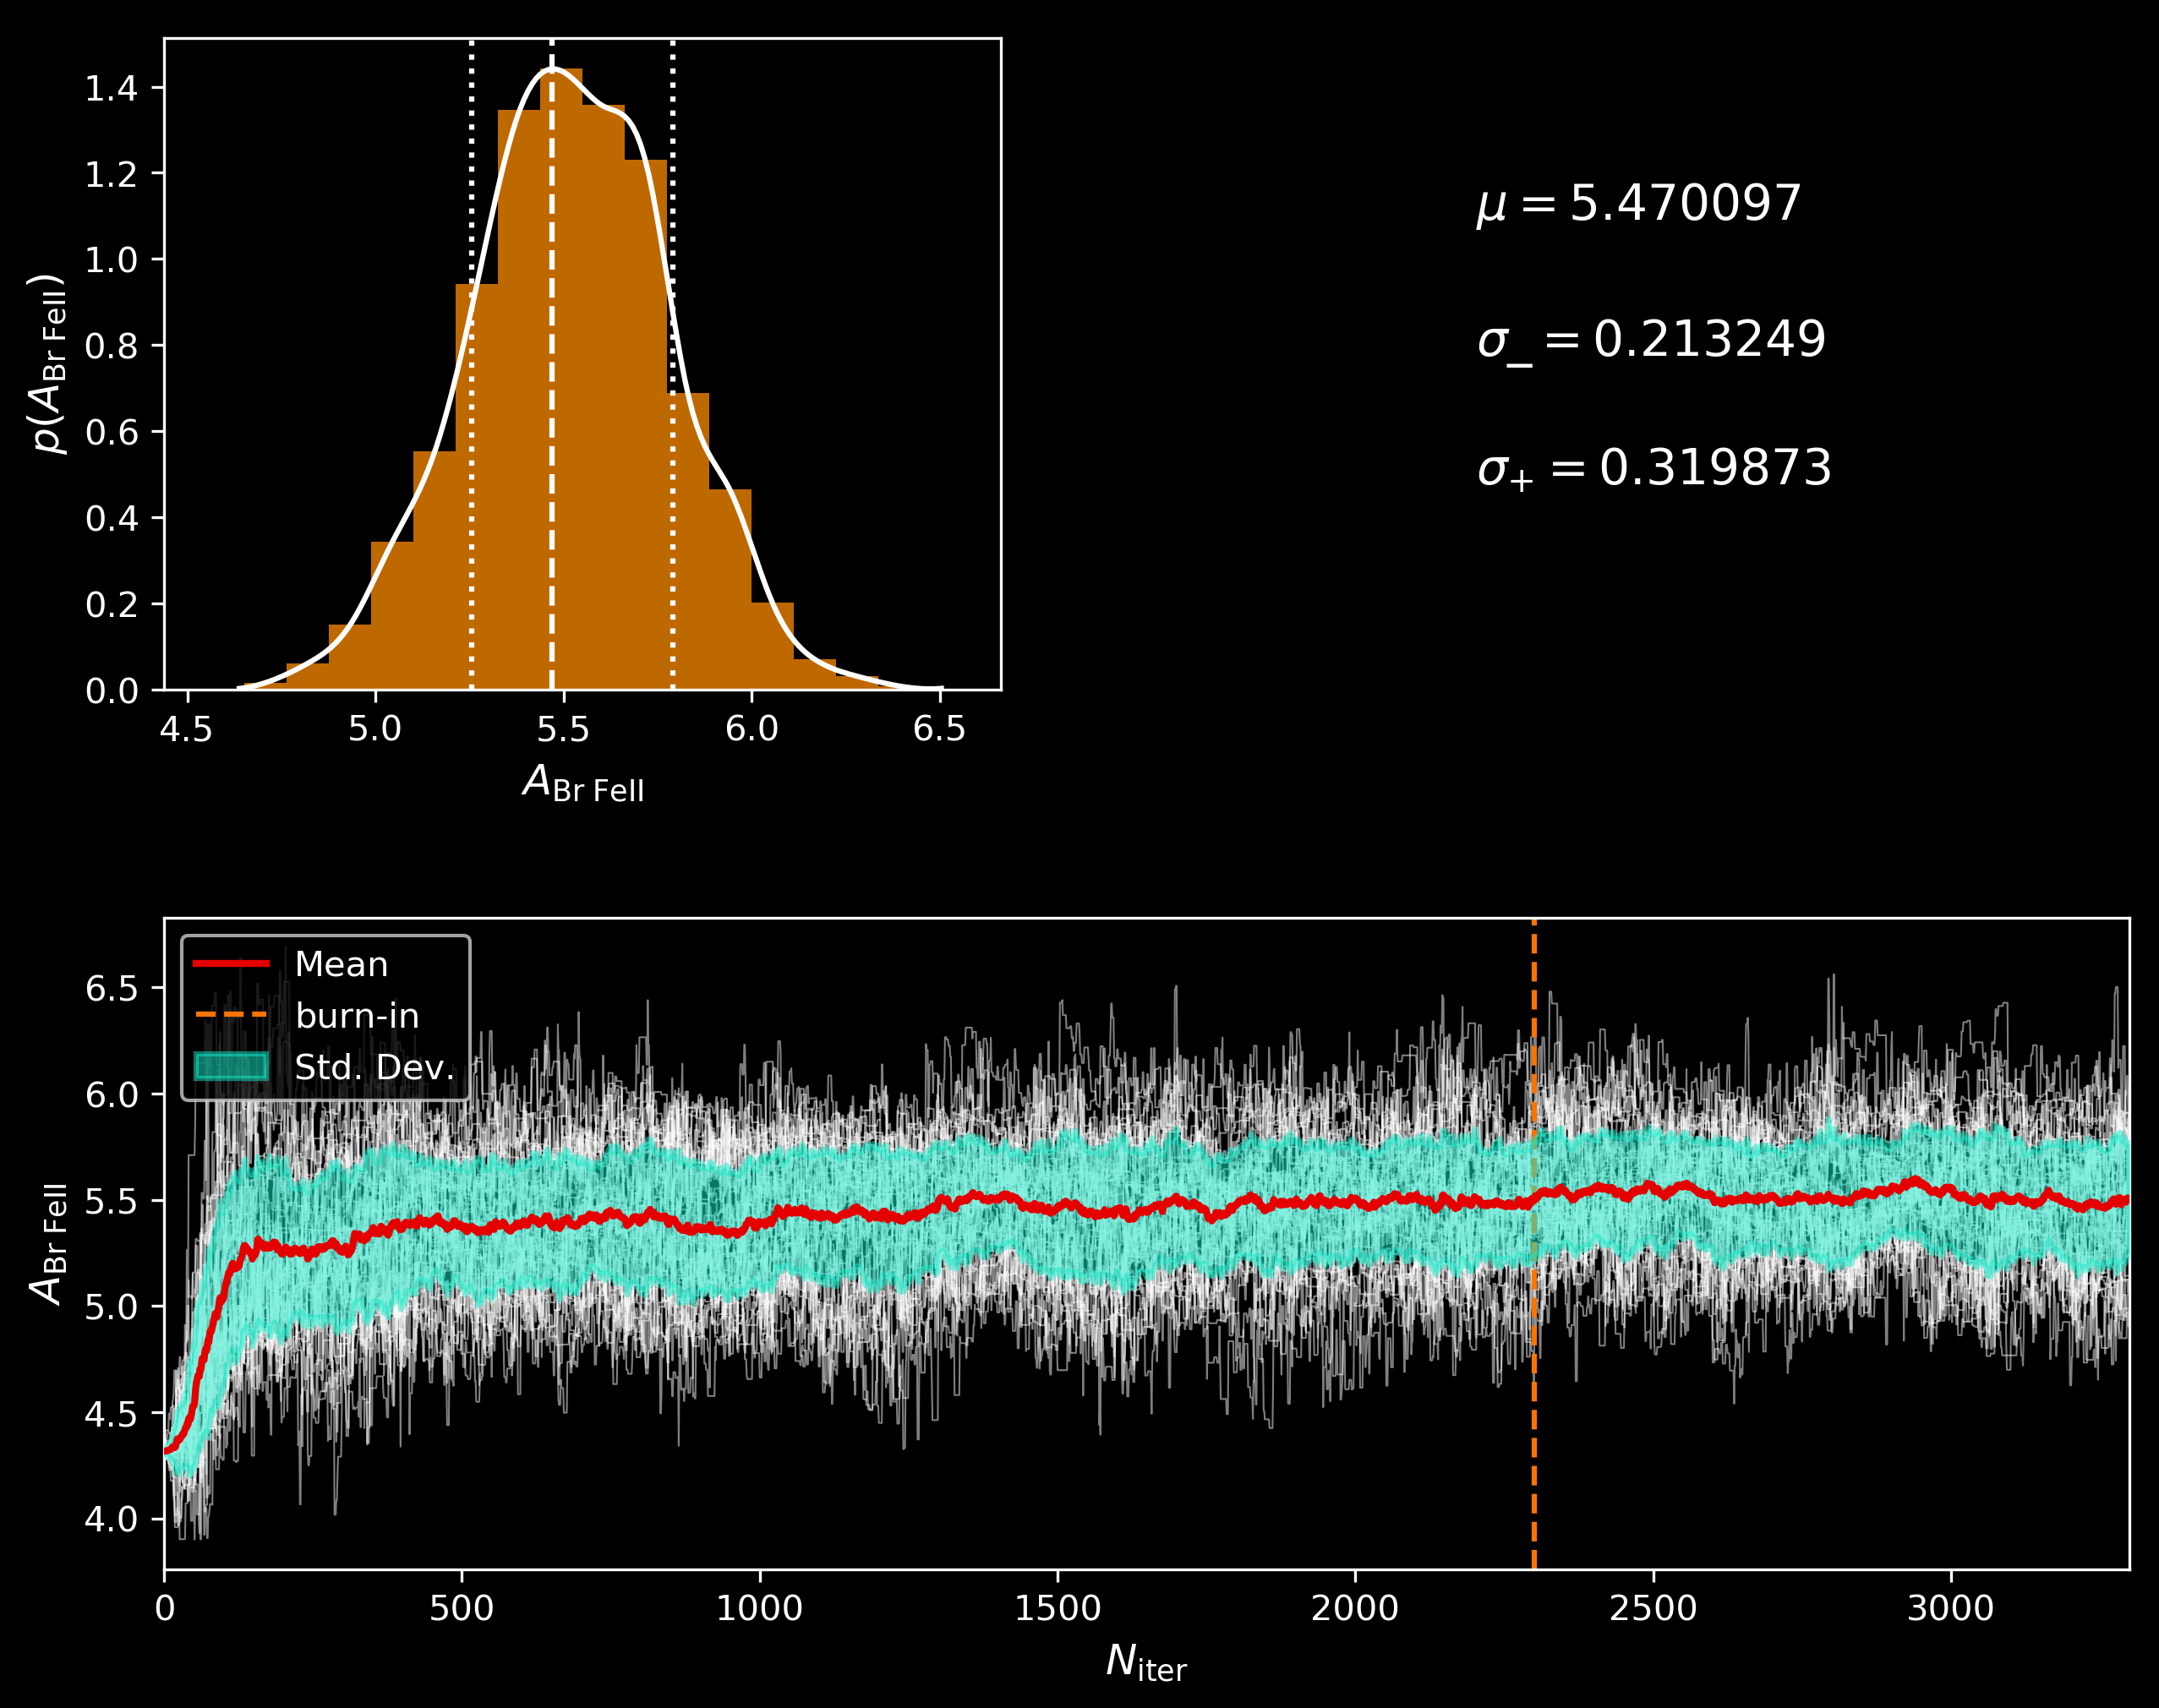 1.4
1.2
1.0
0.8
0.6
0.4
0.2
0.0
p(A_Br FeII)
4.5 5.0 5.5 6.0 6.5
A_Br FeII
μ = 5.470097
σ_− = 0.213249
σ_+ = 0.319873
Mean
burn-in
Std. Dev.
6.5
6.0
5.5
5.0
4.5
4.0
A_Br FeII
0 500 1000 1500 2000 2500 3000
N_iter